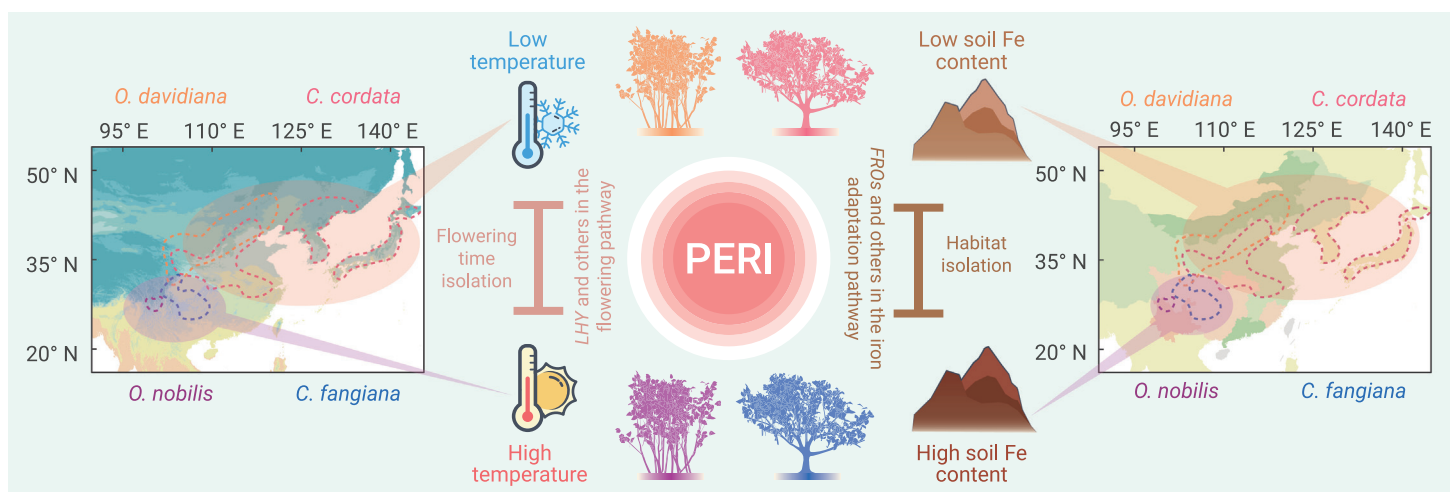 O. davidiana
C. cordata
95° E
110° E
125° E
140° E
50° N
35° N
20° N
O. nobilis
C. fangiana
Low
temperature
Flowering
time
isolation
LHY and others in the
flowering pathway
High
temperature
PERI
Low soil Fe
content
FROs and others in the iron
adaptation pathway
Habitat
isolation
High soil Fe
content
O. davidiana
C. cordata
95° E
110° E
125° E
140° E
50° N
35° N
20° N
O. nobilis
C. fangiana